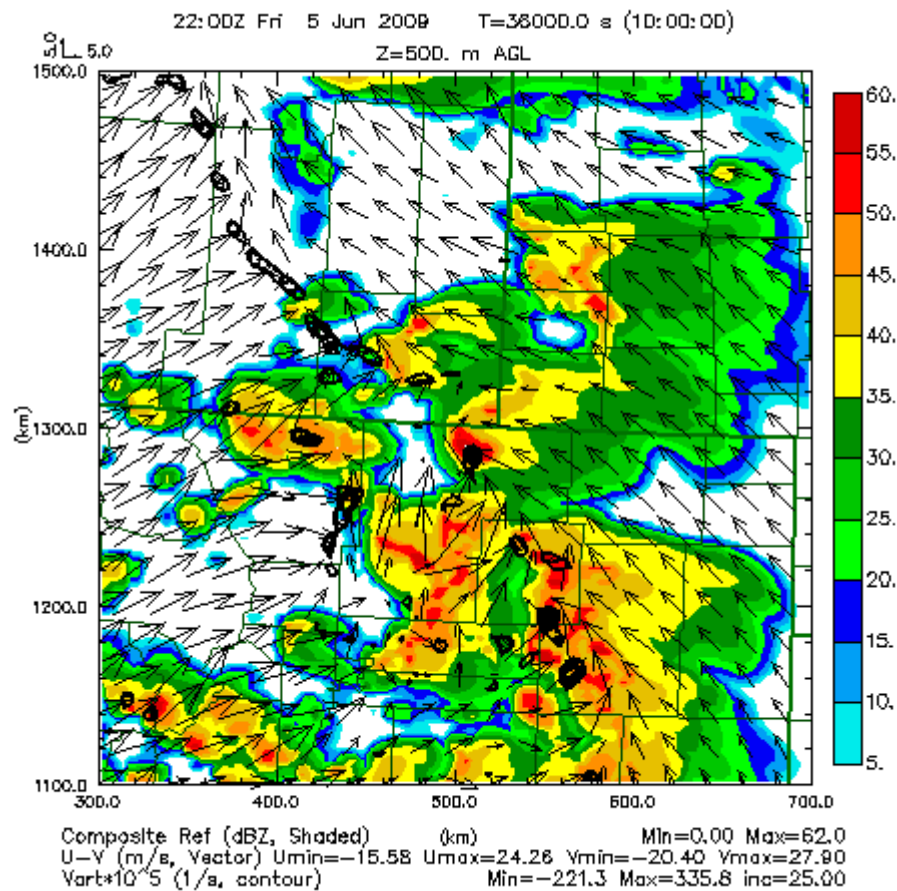 22:00Z Fri 5 Jun 2009 T=36000.0 s (10:00:00)
5.0
5.0
Z=500. m AGL
1500.0
1400.0
1300.0
1200.0
1100.0
(km)
300.0 400.0 500.0 600.0 700.0
60.
55.
50.
45.
40.
35.
30.
25.
20.
15.
10.
5.
Composite Ref (dBZ, Shaded) (km) Min=0.00 Max=62.0
U-V (m/s, Vector) Umin=-15.58 Umax=24.26 Vmin=-20.40 Vmax=27.90
Vort*10^5 (1/s, contour) Min=-221.3 Max=335.8 inc=25.00